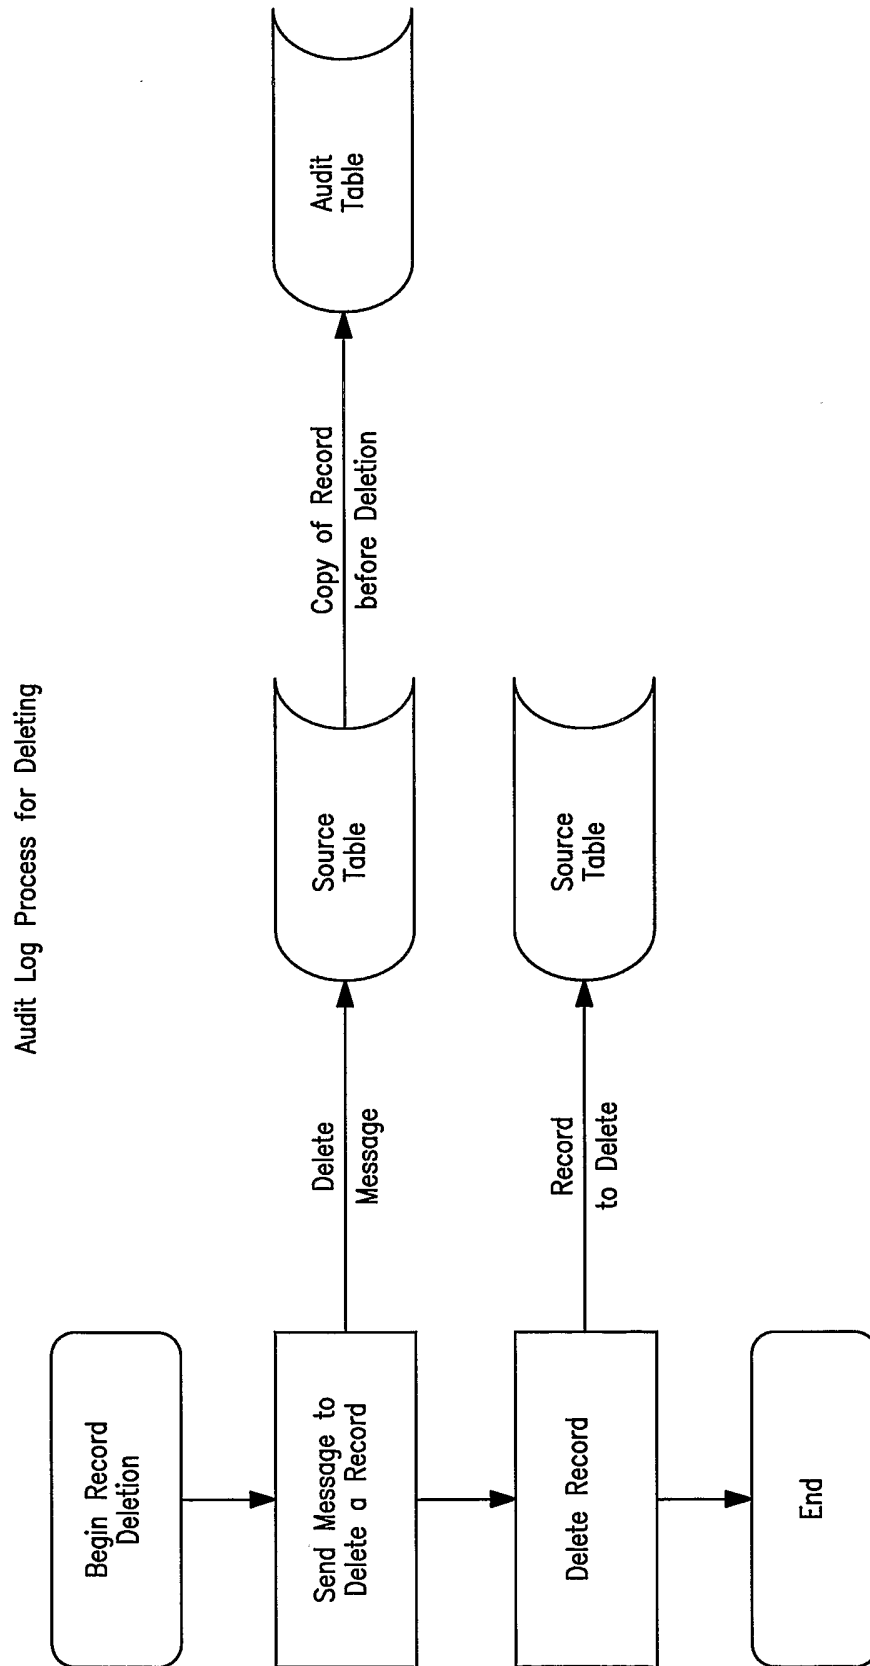 Audit Log Process for Deleting
Begin Record
Deletion
Send Message to
Delete a Record
Delete
Message
Source
Table
Copy of Record
before Deletion
Audit
Table
Delete Record
Record
to Delete
Source
Table
End